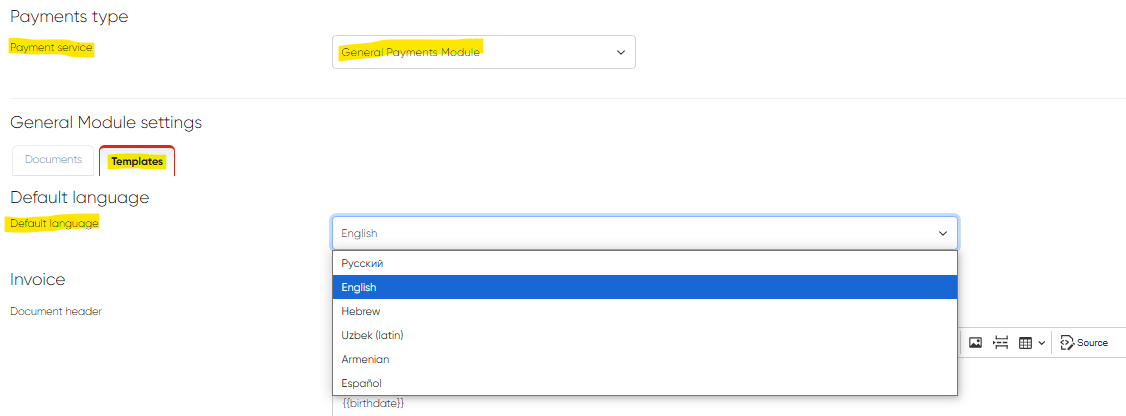 Payments type
Payment service
General Payments Module
General Module settings
Documents
Templates
Default language
Default language
English
Русский
English
Hebrew
Uzbek (latin)
Armenian
Español
Invoice
Document header
Source
{{birthdate}}